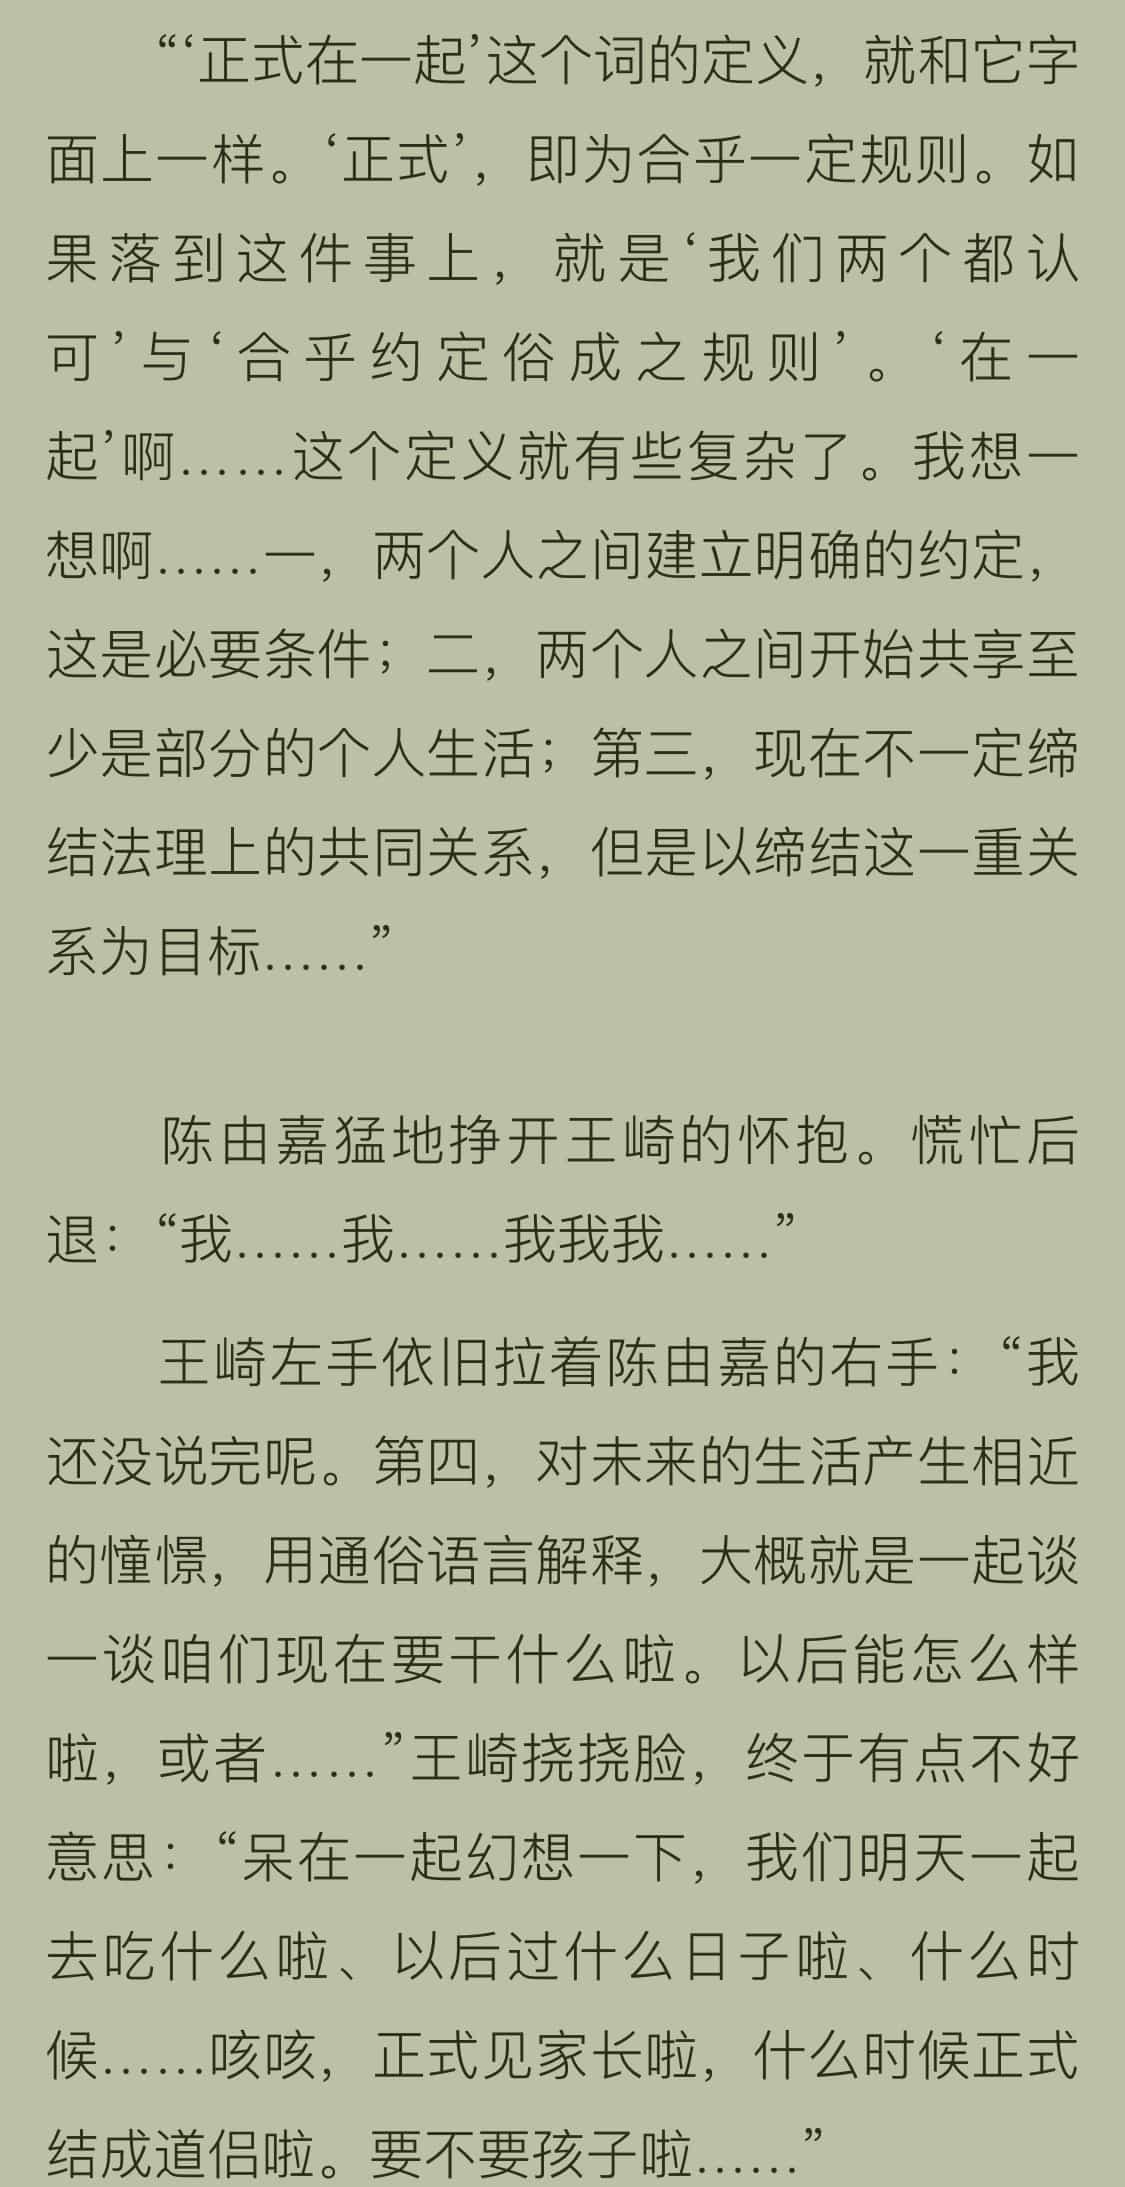 “‘正式在一起’这个词的定义，就和它字
面上一样。‘正式’，即为合乎一定规则。如
果落到这件事上，就是‘我们两个都认
可’与‘合乎约定俗成之规则’。‘在一
起’啊……这个定义就有些复杂了。我想一
想啊……一，两个人之间建立明确的约定，
这是必要条件；二，两个人之间开始共享至
少是部分的个人生活；第三，现在不一定缔
结法理上的共同关系，但是以缔结这一重关
系为目标……”
陈由嘉猛地挣开王崎的怀抱。慌忙后
退：“我……我……我我我……”
王崎左手依旧拉着陈由嘉的右手：“我
还没说完呢。第四，对未来的生活产生相近
的憧憬，用通俗语言解释，大概就是一起谈
一谈咱们现在要干什么啦。以后能怎么样
啦，或者……”王崎挠挠脸，终于有点不好
意思：“呆在一起幻想一下，我们明天一起
去吃什么啦、以后过什么日子啦、什么时
候……咳咳，正式见家长啦，什么时候正式
结成道侣啦。要不要孩子啦……”